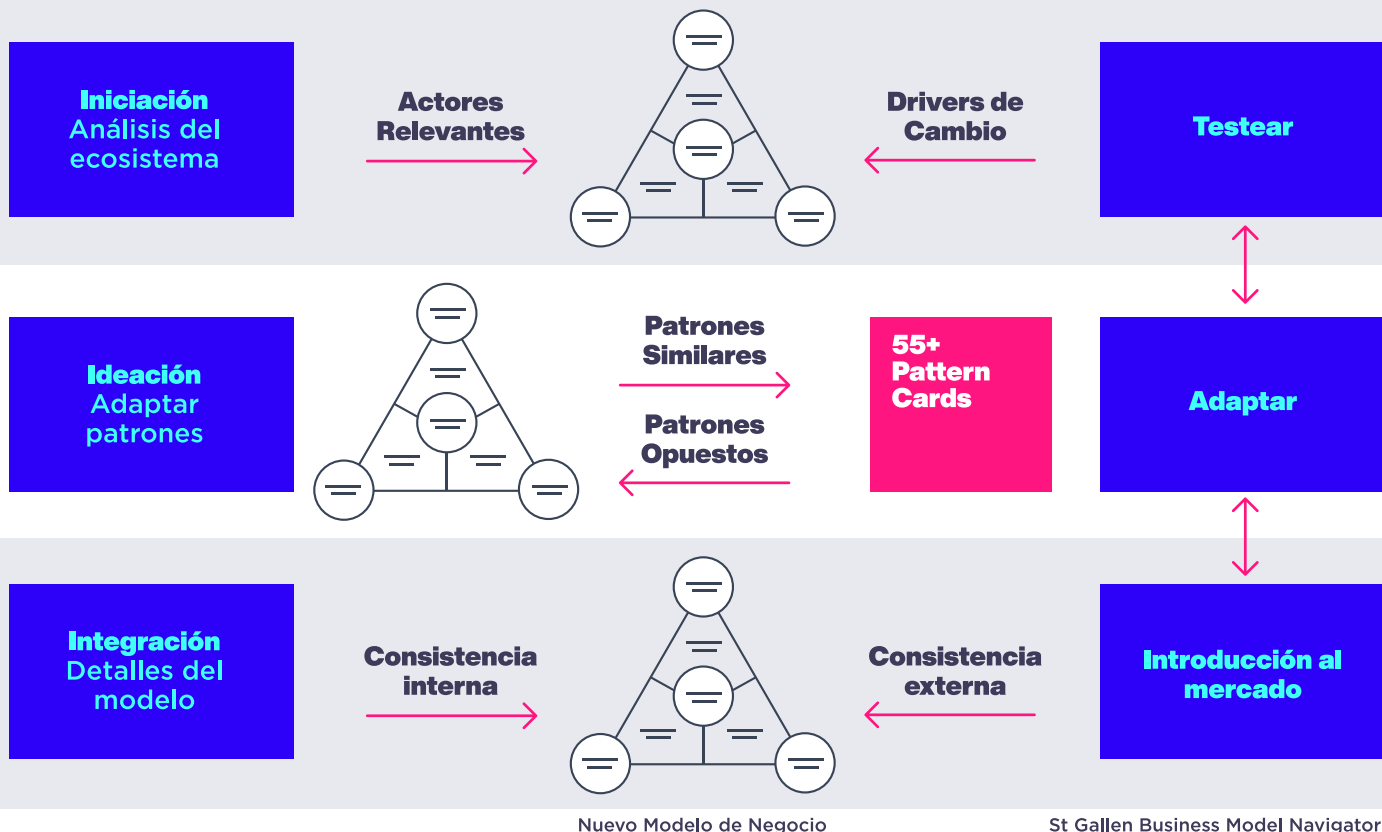 Iniciación
Análisis del
ecosistema
Actores
Relevantes
Drivers de
Cambio
Testear
Ideación
Adaptar
patrones
Patrones
Similares
Patrones
Opuestos
55+
Pattern
Cards
Adaptar
Integración
Detalles del
modelo
Consistencia
interna
Consistencia
externa
Introducción al
mercado
Nuevo Modelo de Negocio
St Gallen Business Model Navigator